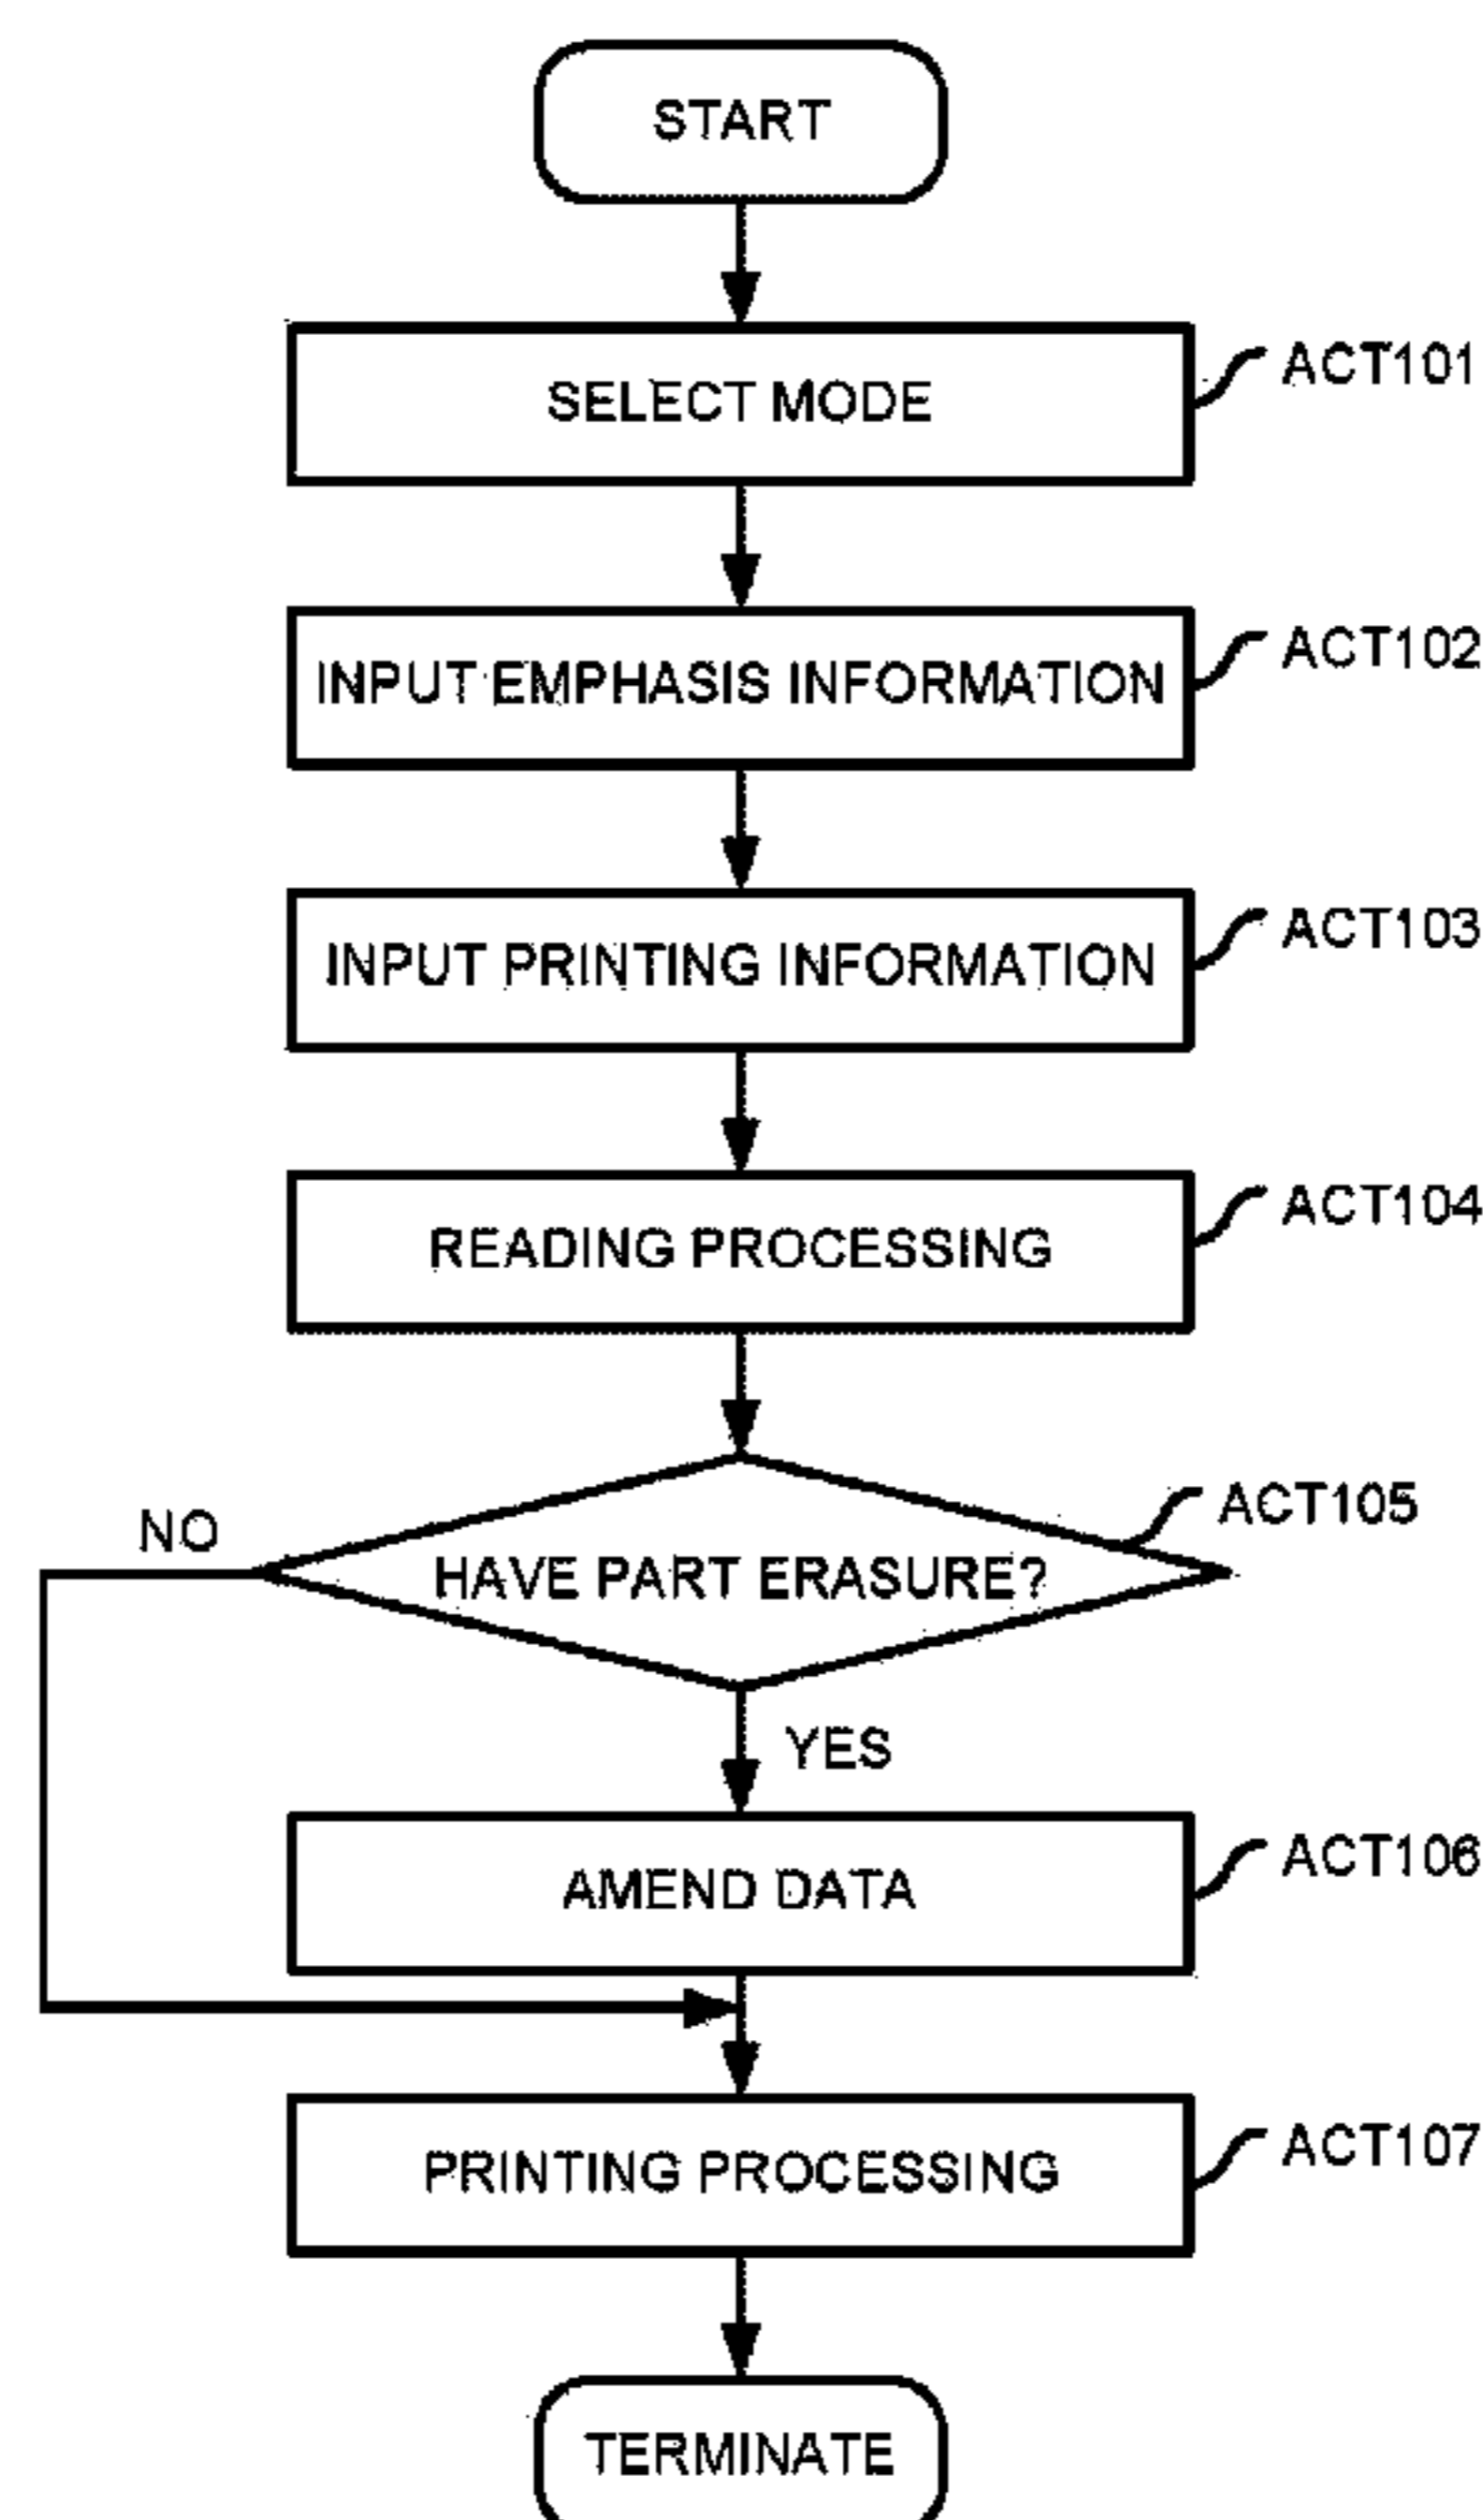 START
SELECT MODE
ACT101
INPUT EMPHASIS INFORMATION
ACT102
INPUT PRINTING INFORMATION
ACT103
READING PROCESSING
ACT104
HAVE PART ERASURE?
ACT105
NO
YES
AMEND DATA
ACT106
PRINTING PROCESSING
ACT107
TERMINATE